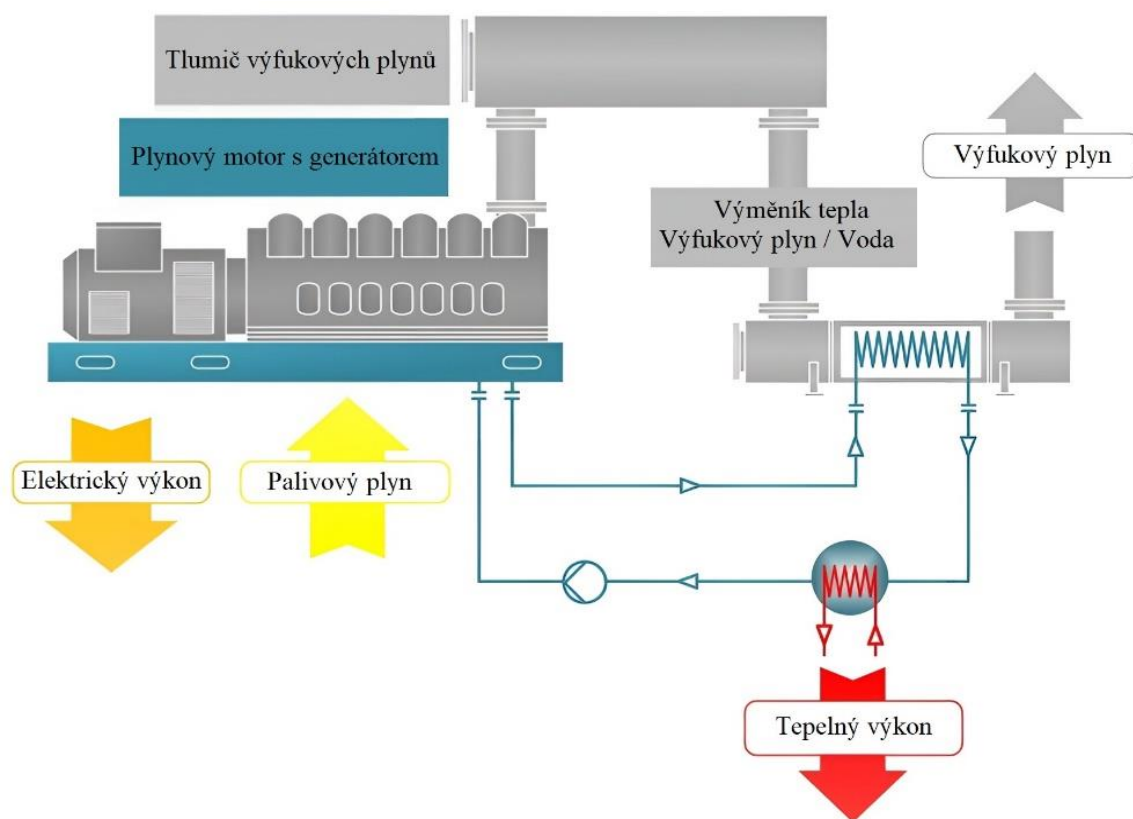 Tlumič výfukových plynů
Plynový motor s generátorem
Výfukový plyn
Výměník tepla
Výfukový plyn / Voda
Elektrický výkon
Palivový plyn
Tepelný výkon